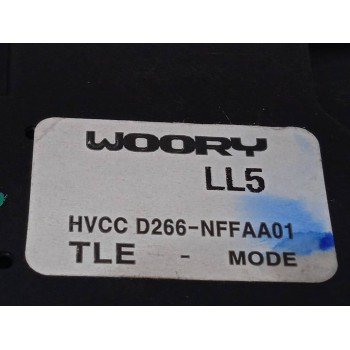 WOORY
LL5
HVCC D266-NFFAA01
TLE - MODE